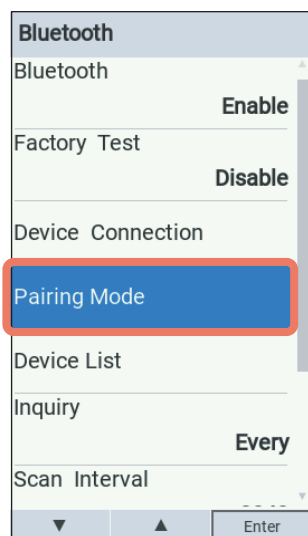 Bluetooth
Bluetooth
Enable
Factory Test
Disable
Device Connection
Pairing Mode
Device List
Inquiry
Every
Scan Interval
▼ ▲ Enter